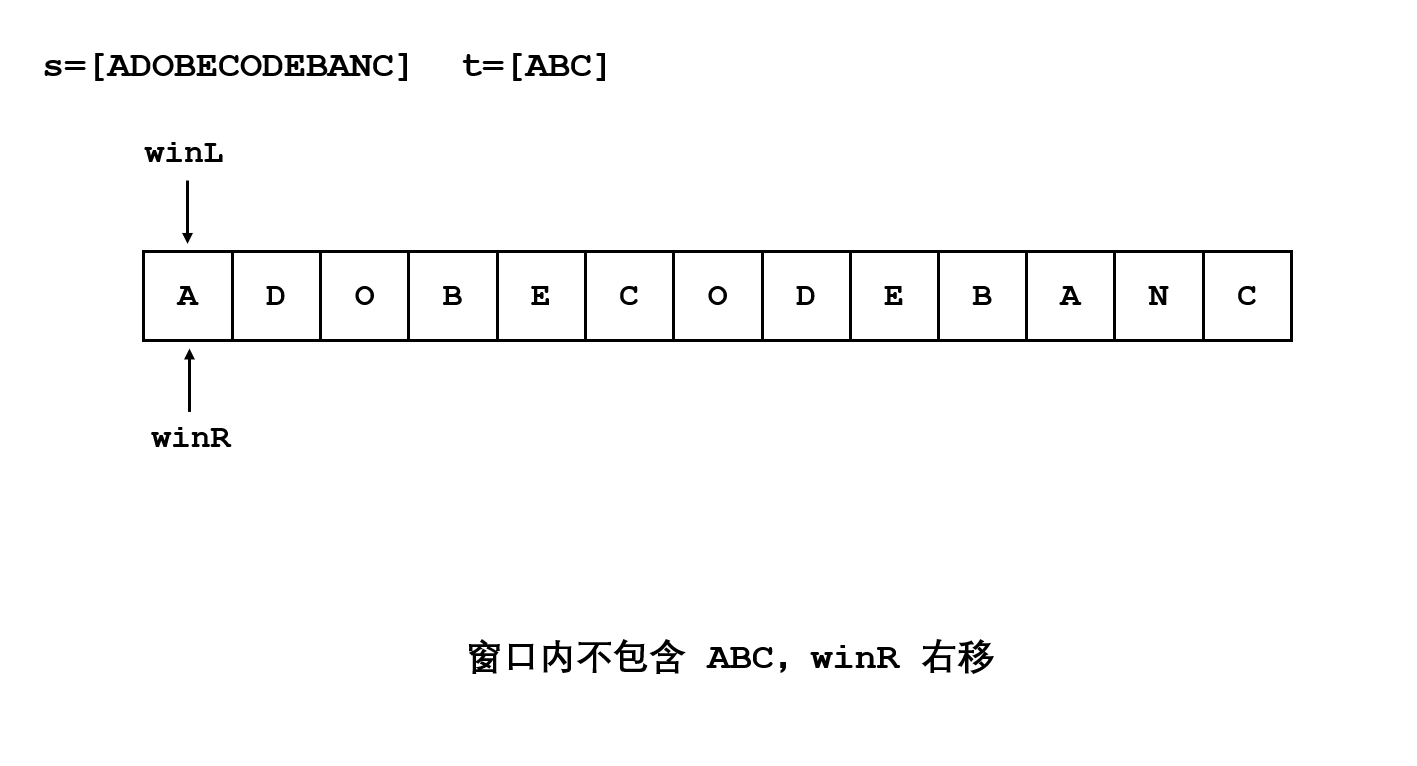 s=[ADOBECODEBANC] t=[ABC]
winL
A D O B E C O D E B A N C
winR
窗口内不包含 ABC，winR 右移